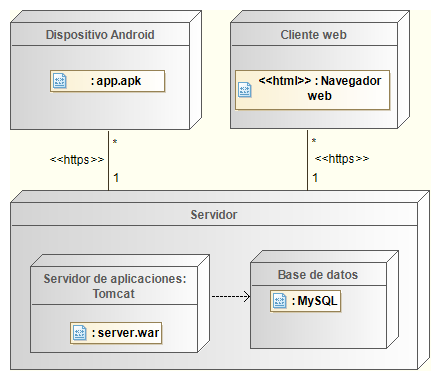 Dispositivo Android
: app.apk
Cliente web
<<html>> : Navegador
web
*
<<https>>
1
*
<<https>>
1
Servidor
Servidor de aplicaciones:
Tomcat
: server.war
Base de datos
: MySQL